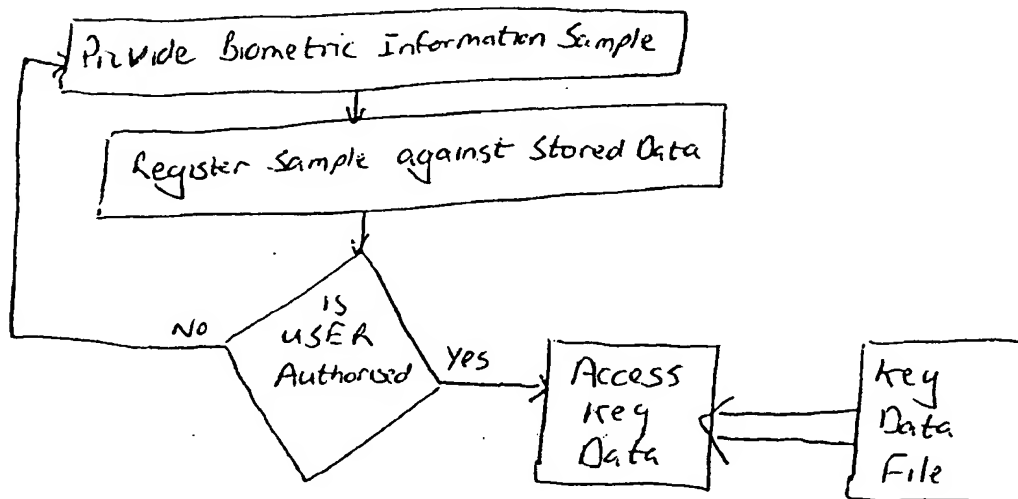 Provide Biometric Information Sample
Register Sample against Stored Data
is
USER
Authorised
No
Yes
Access
Key
Data
Key
Data
File